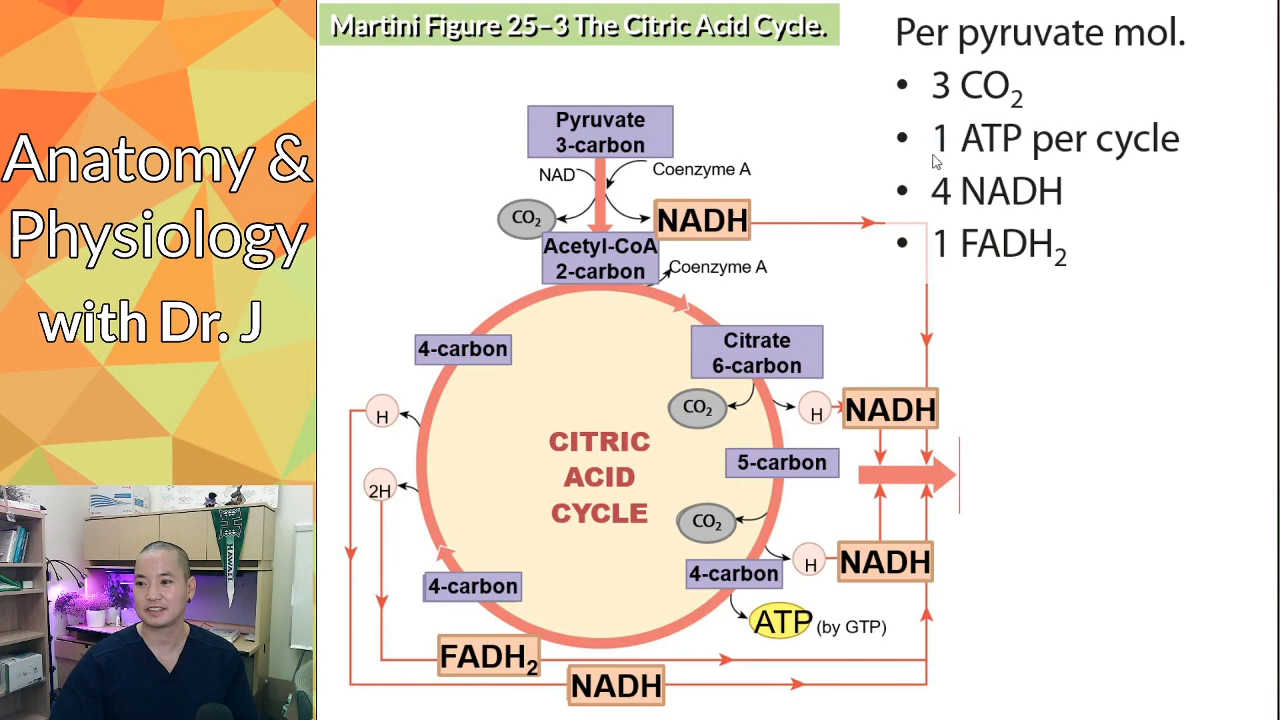 Anatomy &
Physiology
with Dr. J
Martini Figure 25–3 The Citric Acid Cycle.
Per pyruvate mol.
• 3 CO₂
• 1 ATP per cycle
• 4 NADH
• 1 FADH₂
Pyruvate
3-carbon
NAD
Coenzyme A
CO₂
NADH
Acetyl-CoA
2-carbon
Coenzyme A
4-carbon
Citrate
6-carbon
CO₂
H
NADH
H
CITRIC
ACID
CYCLE
5-carbon
2H
CO₂
H
NADH
4-carbon
4-carbon
ATP (by GTP)
FADH₂
NADH
HAWAII